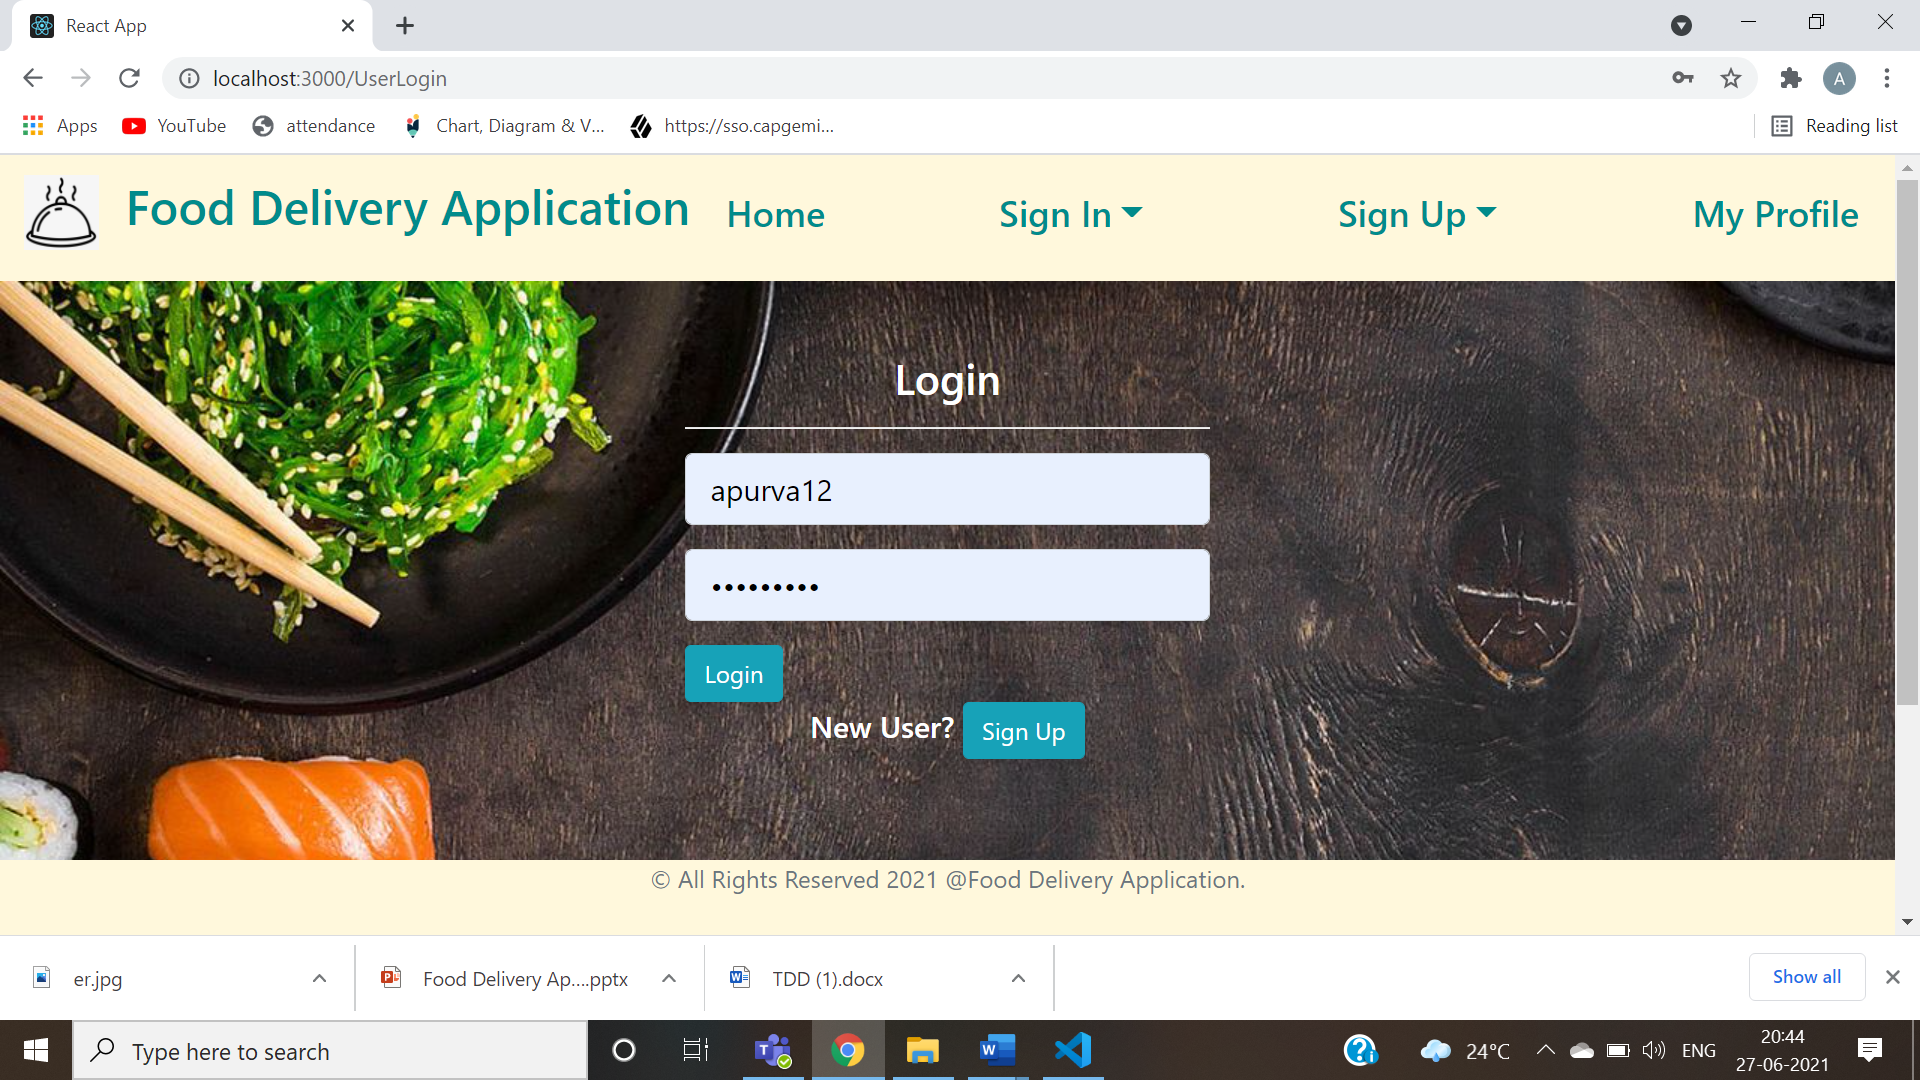 React App
localhost:3000/UserLogin
A
Apps YouTube attendance Chart, Diagram & V... https://sso.capgemi... Reading list
Food Delivery Application Home Sign In Sign Up My Profile
Login
apurva12
•••••••••
Login
New User? Sign Up
© All Rights Reserved 2021 @Food Delivery Application.
er.jpg Food Delivery Ap....pptx TDD (1).docx Show all
Type here to search 24°C ENG 20:44
27-06-2021